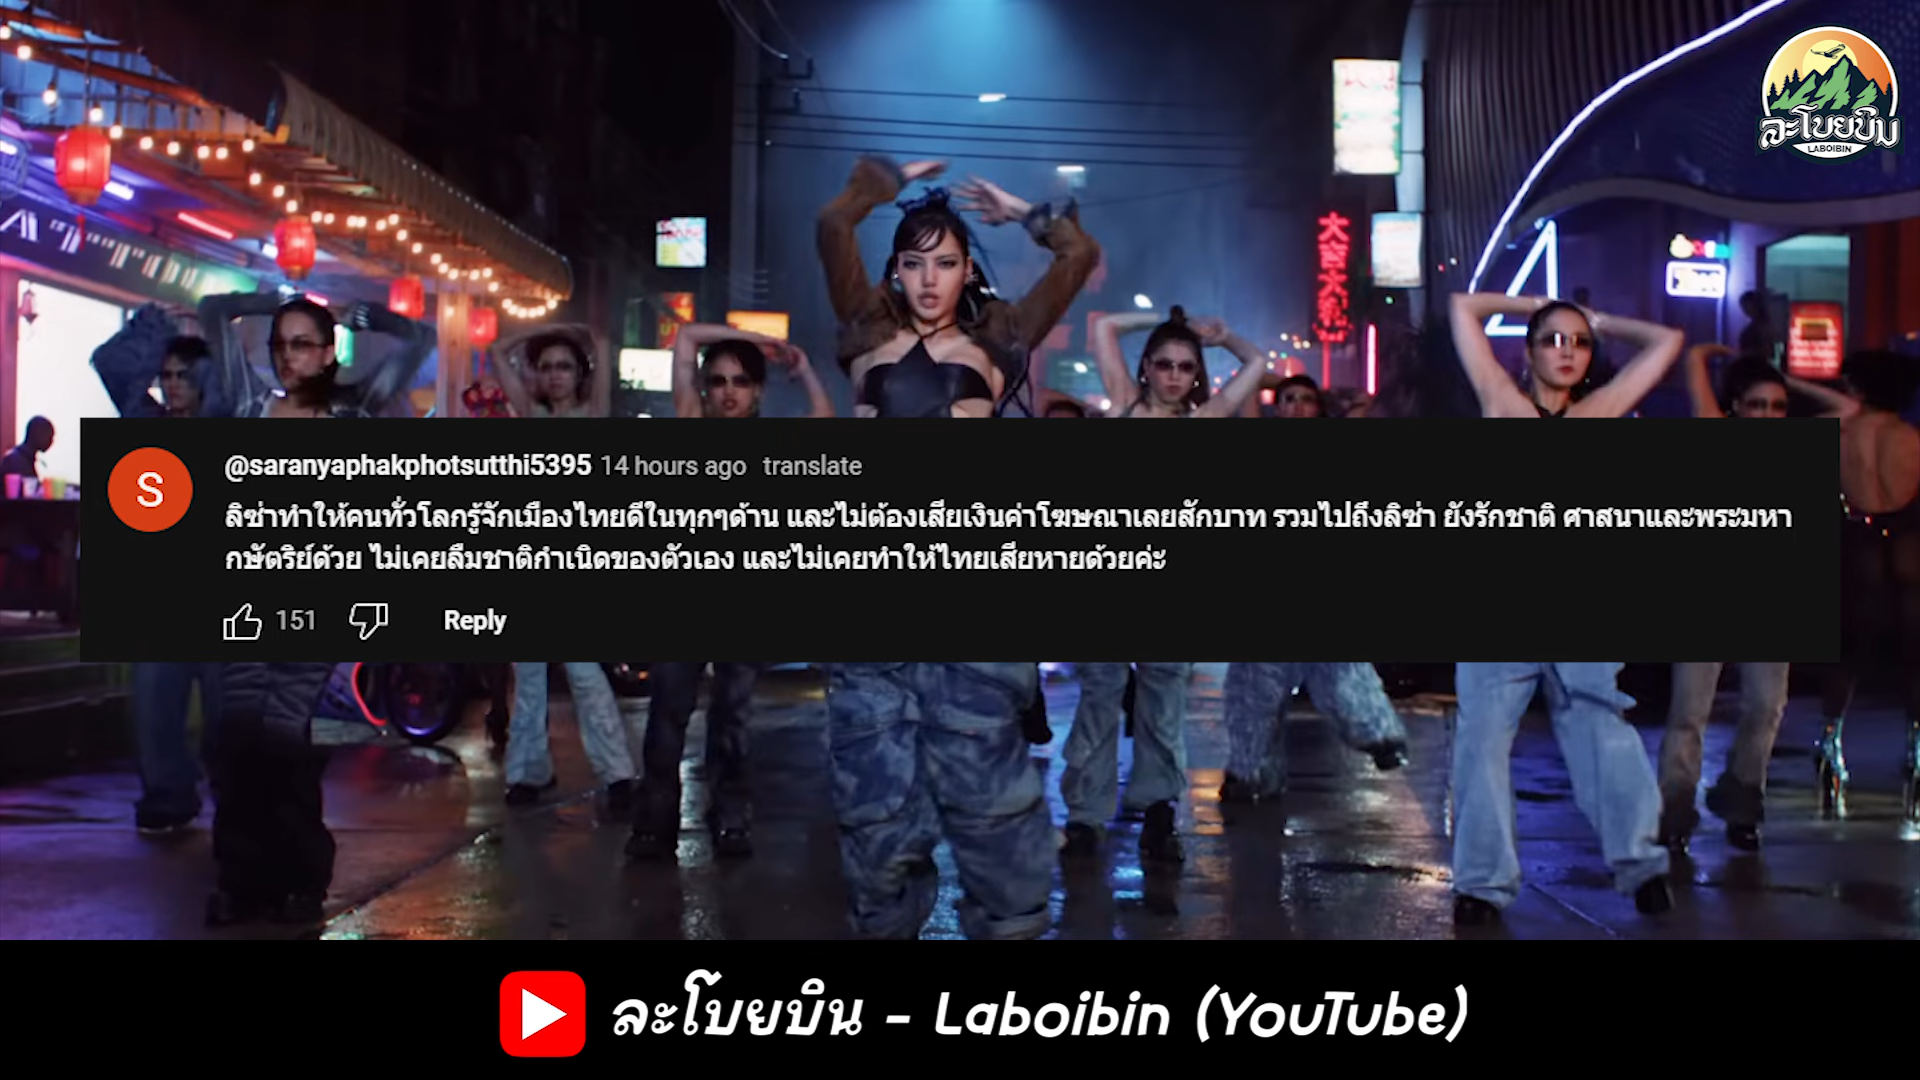 ละโบยบิน
LABOIBIN
大
@saranyaphakphotsutthi5395 14 hours ago translate
ลิซ่าทำให้คนทั่วโลกรู้จักเมืองไทยดีในทุกๆด้าน และไม่ต้องเสียเงินค่าโฆษณาเลยสักบาท รวมไปถึงลิซ่า ยังรักชาติ ศาสนาและพระมหา
กษัตริย์ด้วย ไม่เคยลืมชาติกำเนิดของตัวเอง และไม่เคยทำให้ไทยเสียหายด้วยค่ะ
151 Reply
ละโบยบิน - Laboibin (YouTube)